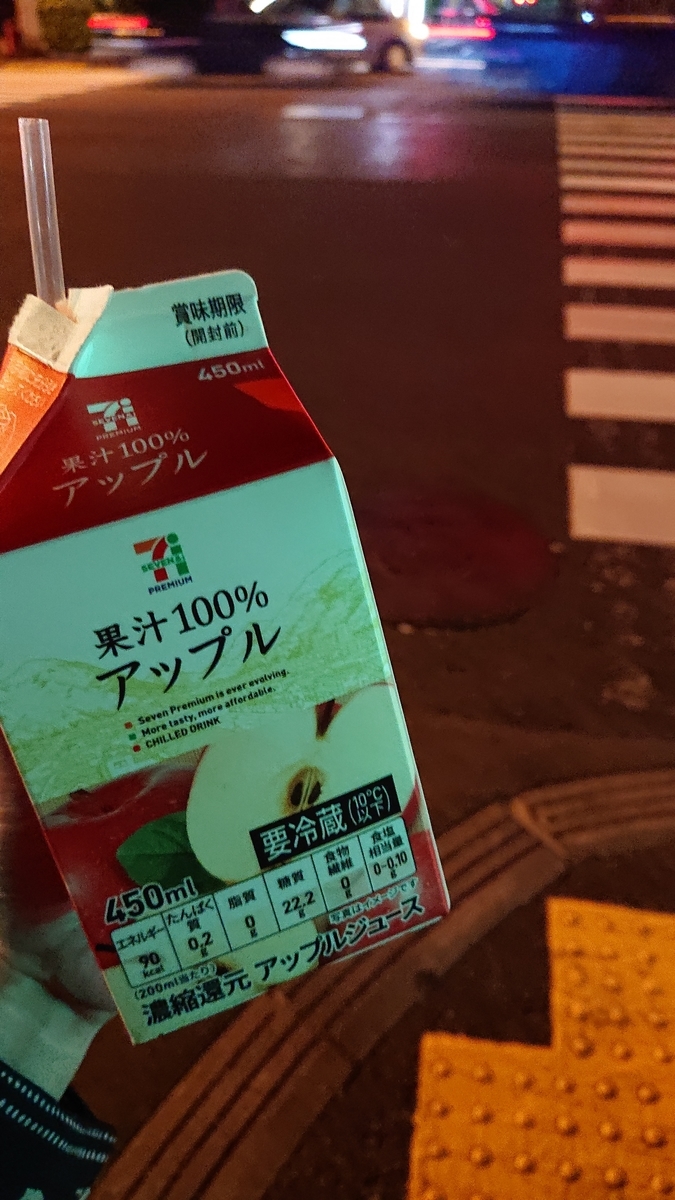 賞味期限
(開封前)
450ml
SEVEN&i
PREMIUM
果汁100%
アップル
SEVEN&i
PREMIUM
果汁100%
アップル
Seven Premium is ever evolving.
More tasty, more affordable.
CHILLED DRINK
要冷蔵(10℃以下)
450ml
エネルギー 90kcal たんぱく質 0.2g 脂質 0g 糖質 22.2g 食物繊維 0g 食塩相当量 0~0.10g
(200ml当たり)
写真はイメージです
濃縮還元 アップルジュース